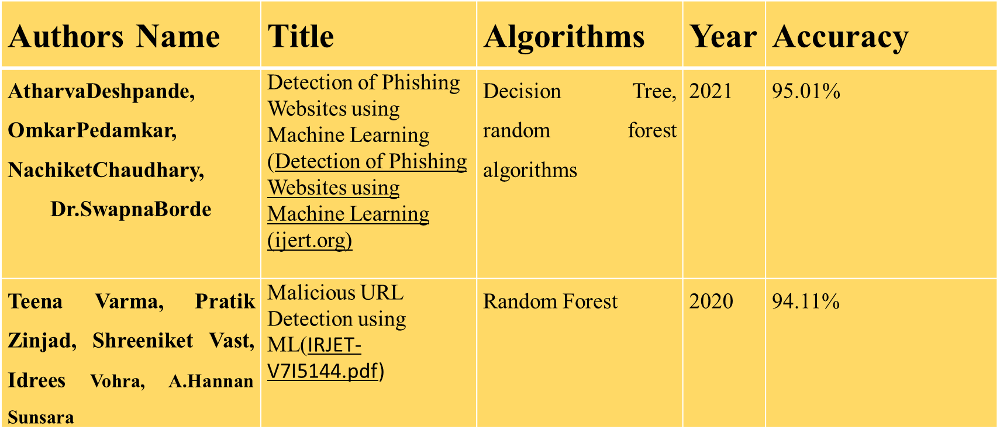 Authors Name
Title
Algorithms
Year
Accuracy
AtharvaDeshpande,
OmkarPedamkar,
NachiketChaudhary,
Dr.SwapnaBorde
Detection of Phishing
Websites using
Machine Learning
(Detection of Phishing
Websites using
Machine Learning
(ijert.org)
Decision Tree,
random forest
algorithms
2021
95.01%
Teena Varma, Pratik
Zinjad, Shreeniket Vast,
Idrees Vohra, A.Hannan
Sunsara
Malicious URL
Detection using
ML(IRJET-
V7I5144.pdf)
Random Forest
2020
94.11%